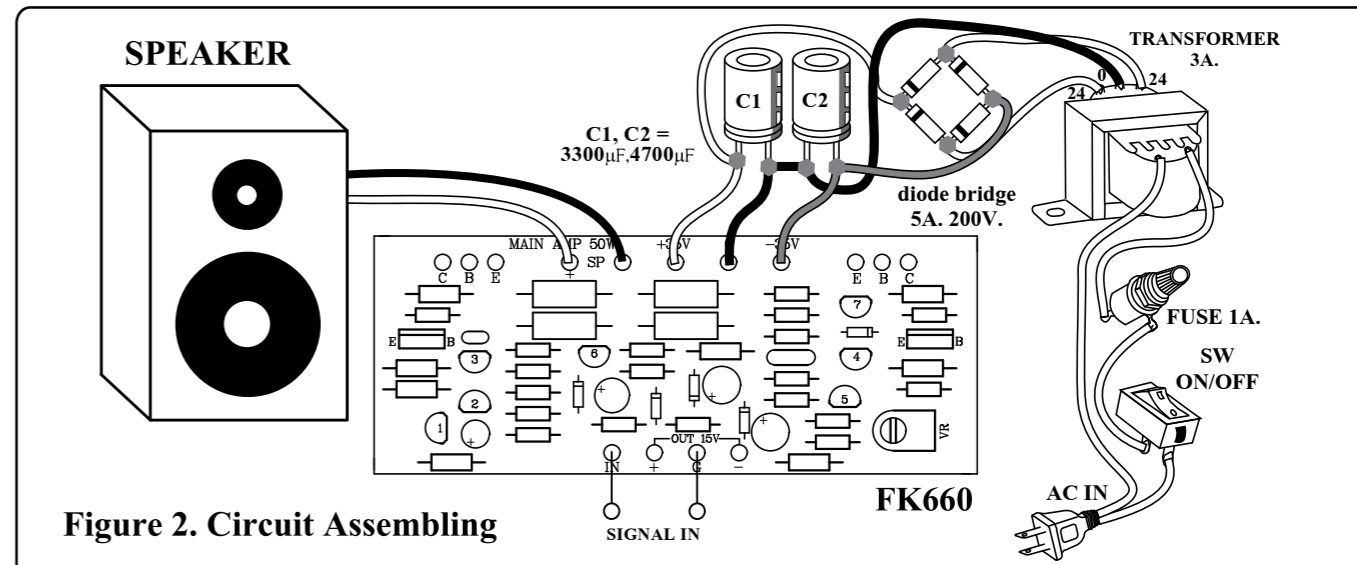 SPEAKER
TRANSFORMER
3A.
0
24
24
C1
C2
C1, C2 =
3300µF,4700µF
diode bridge
5A. 200V.
MAIN AMP 50W
+35V
-35V
SP
+
C B E
E B C
7
FUSE 1A.
E B
E B
3
6
4
SW
ON/OFF
2
+
+
5
1
+
+
VR
OUT 15V
IN + G -
AC IN
FK660
SIGNAL IN
Figure 2. Circuit Assembling